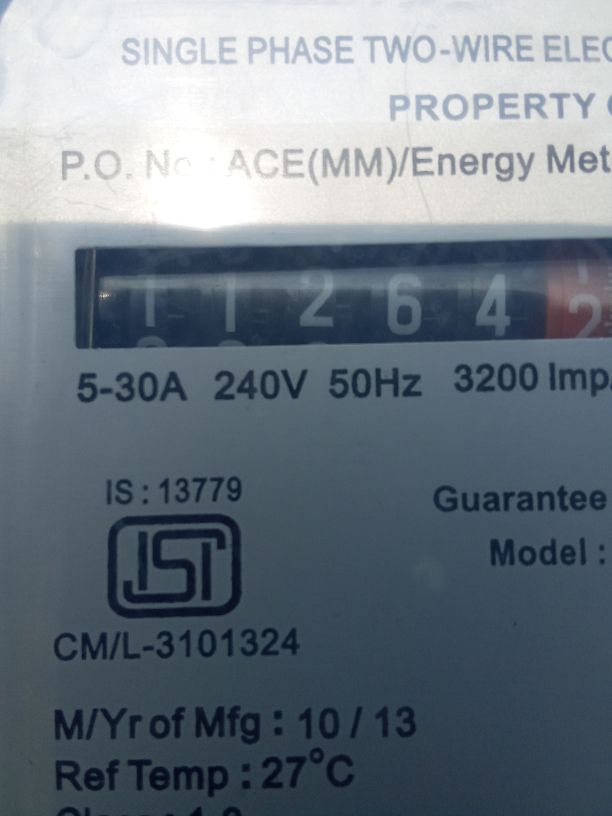 SINGLE PHASE TWO-WIRE ELEC
PROPERTY
P.O. No : ACE(MM)/Energy Met
1 1 2 6 4 2
5-30A 240V 50Hz 3200 Imp/
IS : 13779
Guarantee
ISI
Model :
CM/L-3101324
M/Yr of Mfg : 10 / 13
Ref Temp : 27°C